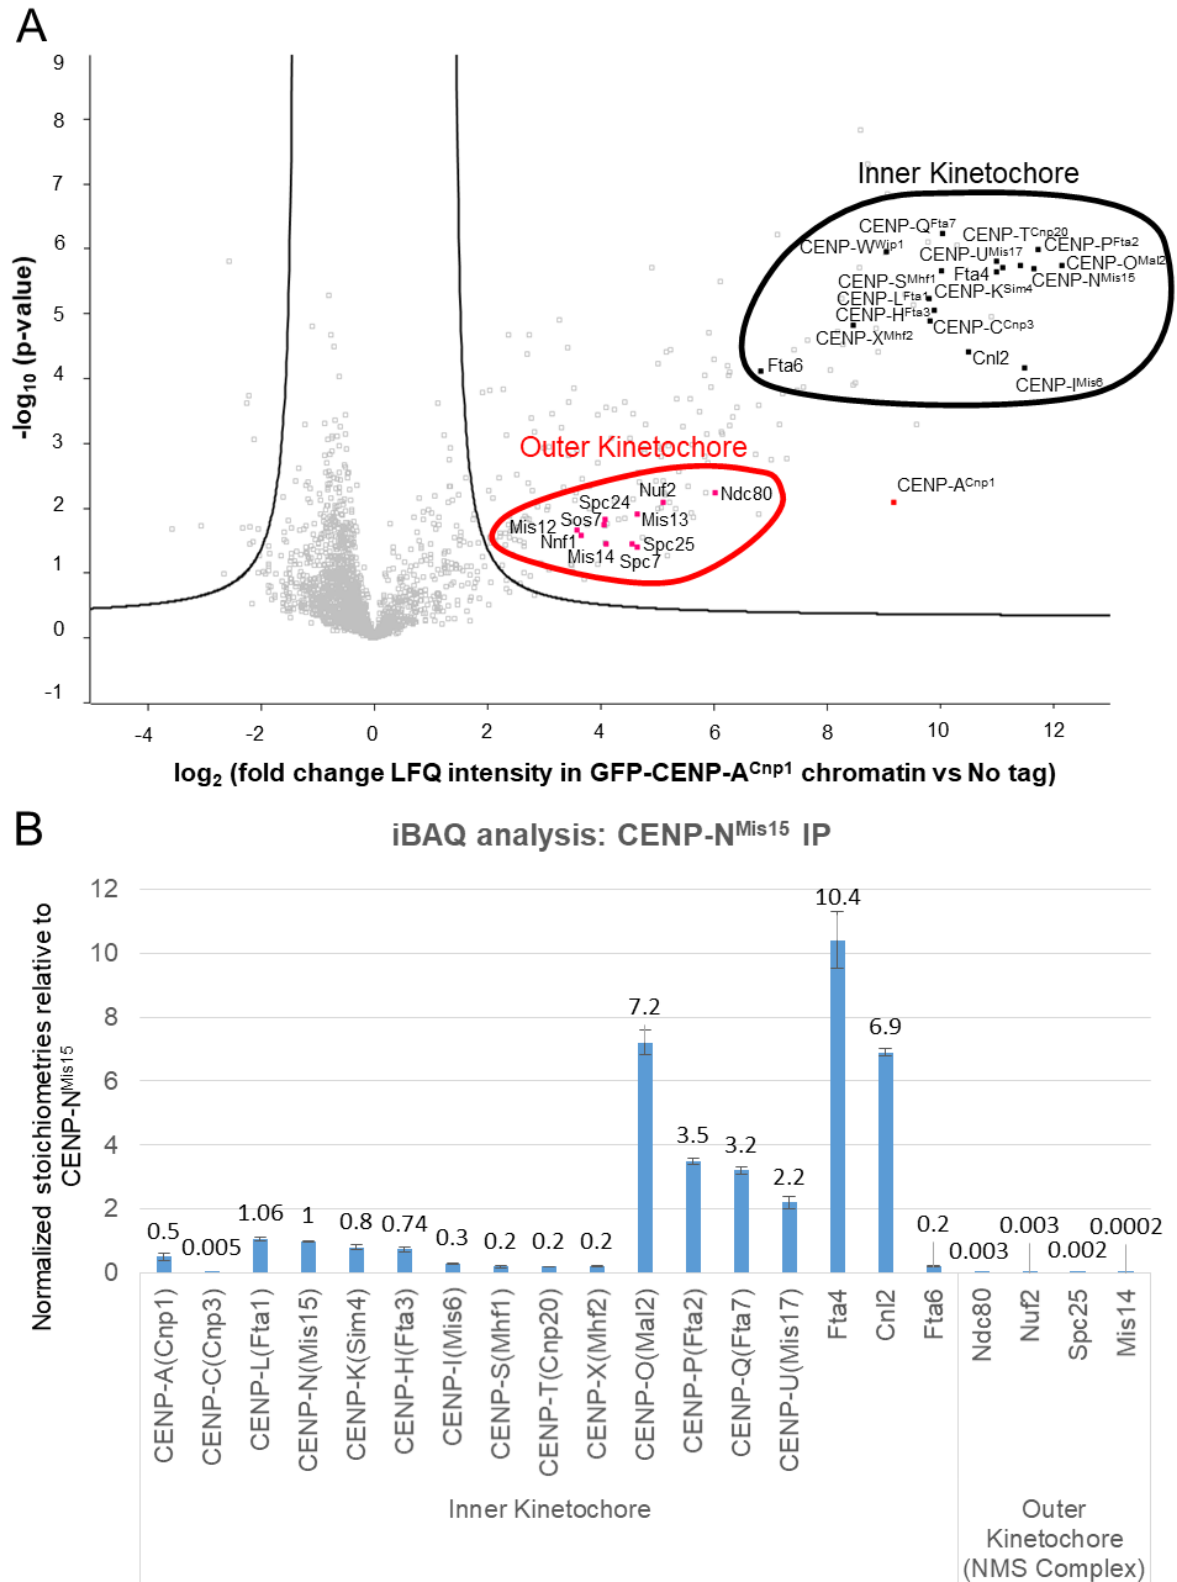 A
9
8
7
6
5
4
3
2
1
0
-1
-log10 (p-value)
Inner Kinetochore
CENP-QFta7
CENP-TCnp20
CENP-WWip1
CENP-UMis17
CENP-PFta2
CENP-OMal2
CENP-SMhf1
Fta4
CENP-NMis15
CENP-LFta1
CENP-KSim4
CENP-HFta3
CENP-CCnp3
CENP-XMhf2
Cnl2
Fta6
CENP-IMis6
Outer Kinetochore
CENP-ACnp1
Nuf2
Ndc80
Spc24
Mis12
Sos7
Mis13
Nnf1
Mis14
Spc25
Spc7
-4 -2 0 2 4 6 8 10 12
log2 (fold change LFQ intensity in GFP-CENP-ACnp1 chromatin vs No tag)
B
iBAQ analysis: CENP-NMis15 IP
Normalized stoichiometries relative to
CENP-NMis15
12
10
8
6
4
2
0
0.5
0.005
1.06
1
0.8
0.74
0.3
0.2
0.2
0.2
7.2
3.5
3.2
2.2
10.4
6.9
0.2
0.003
0.003
0.002
0.0002
CENP-A(Cnp1)
CENP-C(Cnp3)
CENP-L(Fta1)
CENP-N(Mis15)
CENP-K(Sim4)
CENP-H(Fta3)
CENP-I(Mis6)
CENP-S(Mhf1)
CENP-T(Cnp20)
CENP-X(Mhf2)
CENP-O(Mal2)
CENP-P(Fta2)
CENP-Q(Fta7)
CENP-U(Mis17)
Fta4
Cnl2
Fta6
Ndc80
Nuf2
Spc25
Mis14
Inner Kinetochore
Outer
Kinetochore
(NMS Complex)